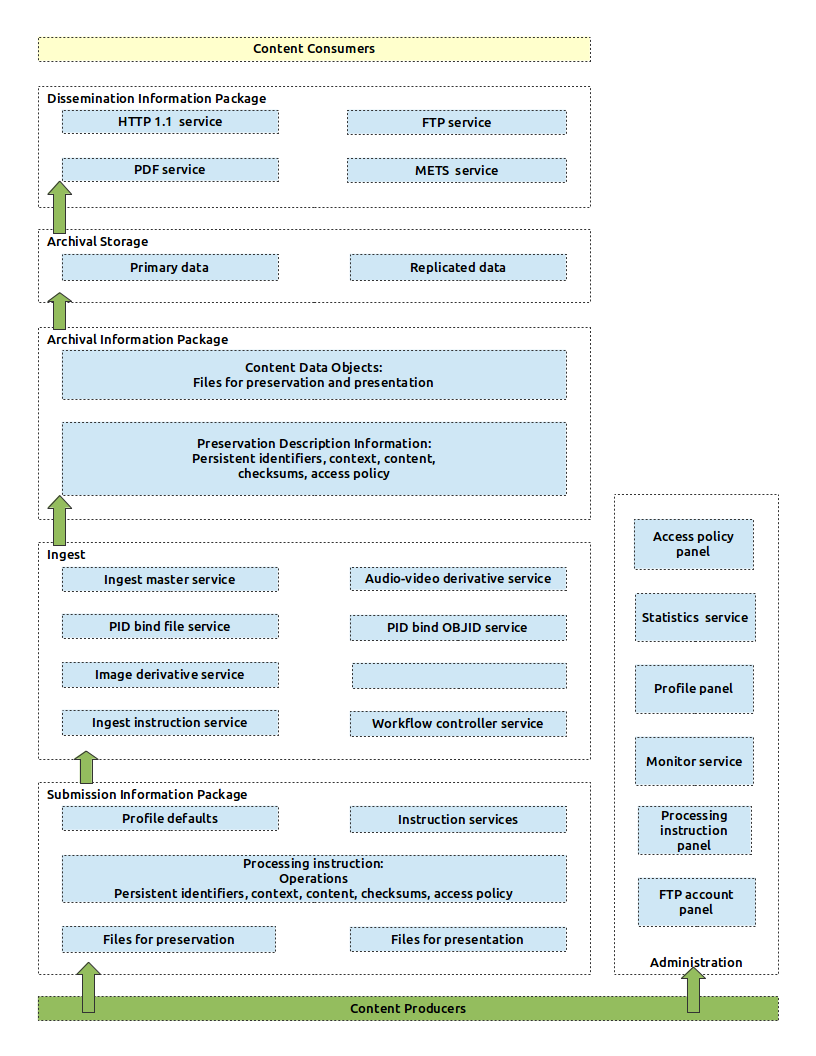 Content Consumers
Dissemination Information Package
HTTP 1.1 service
FTP service
PDF service
METS service
Archival Storage
Primary data
Replicated data
Archival Information Package
Content Data Objects:
Files for preservation and presentation
Preservation Description Information:
Persistent identifiers, context, content,
checksums, access policy
Ingest
Ingest master service
Audio-video derivative service
PID bind file service
PID bind OBJID service
Image derivative service
Ingest instruction service
Workflow controller service
Submission Information Package
Profile defaults
Instruction services
Processing instruction:
Operations
Persistent identifiers, context, content, checksums, access policy
Files for preservation
Files for presentation
Access policy
panel
Statistics service
Profile panel
Monitor service
Processing
instruction
panel
FTP account
panel
Administration
Content Producers